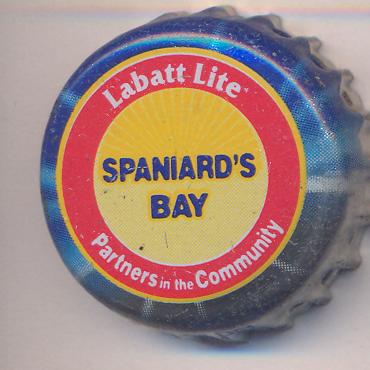 Labatt Lite
SPANIARD'S
BAY
Partners in the Community